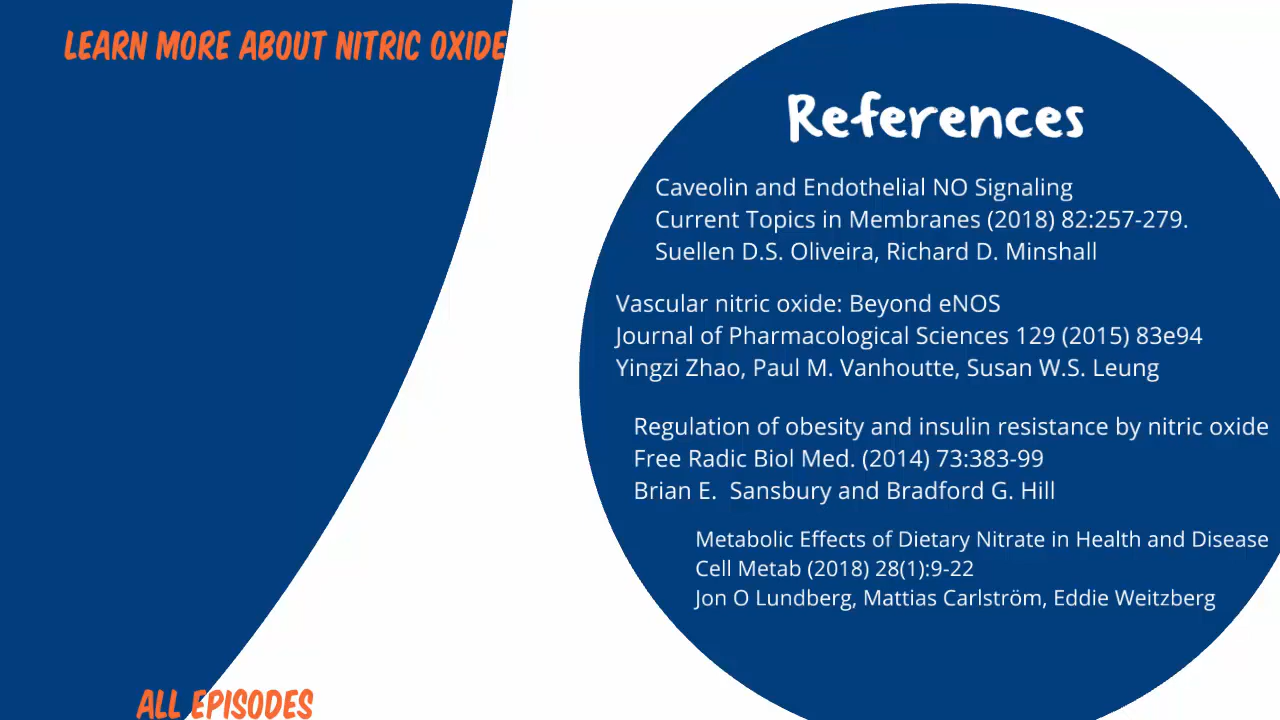 LEARN MORE ABOUT NITRIC OXIDE
References
Caveolin and Endothelial NO Signaling
Current Topics in Membranes (2018) 82:257-279.
Suellen D.S. Oliveira, Richard D. Minshall
Vascular nitric oxide: Beyond eNOS
Journal of Pharmacological Sciences 129 (2015) 83e94
Yingzi Zhao, Paul M. Vanhoutte, Susan W.S. Leung
Regulation of obesity and insulin resistance by nitric oxide
Free Radic Biol Med. (2014) 73:383-99
Brian E. Sansbury and Bradford G. Hill
Metabolic Effects of Dietary Nitrate in Health and Disease
Cell Metab (2018) 28(1):9-22
Jon O Lundberg, Mattias Carlström, Eddie Weitzberg
ALL EPISODES